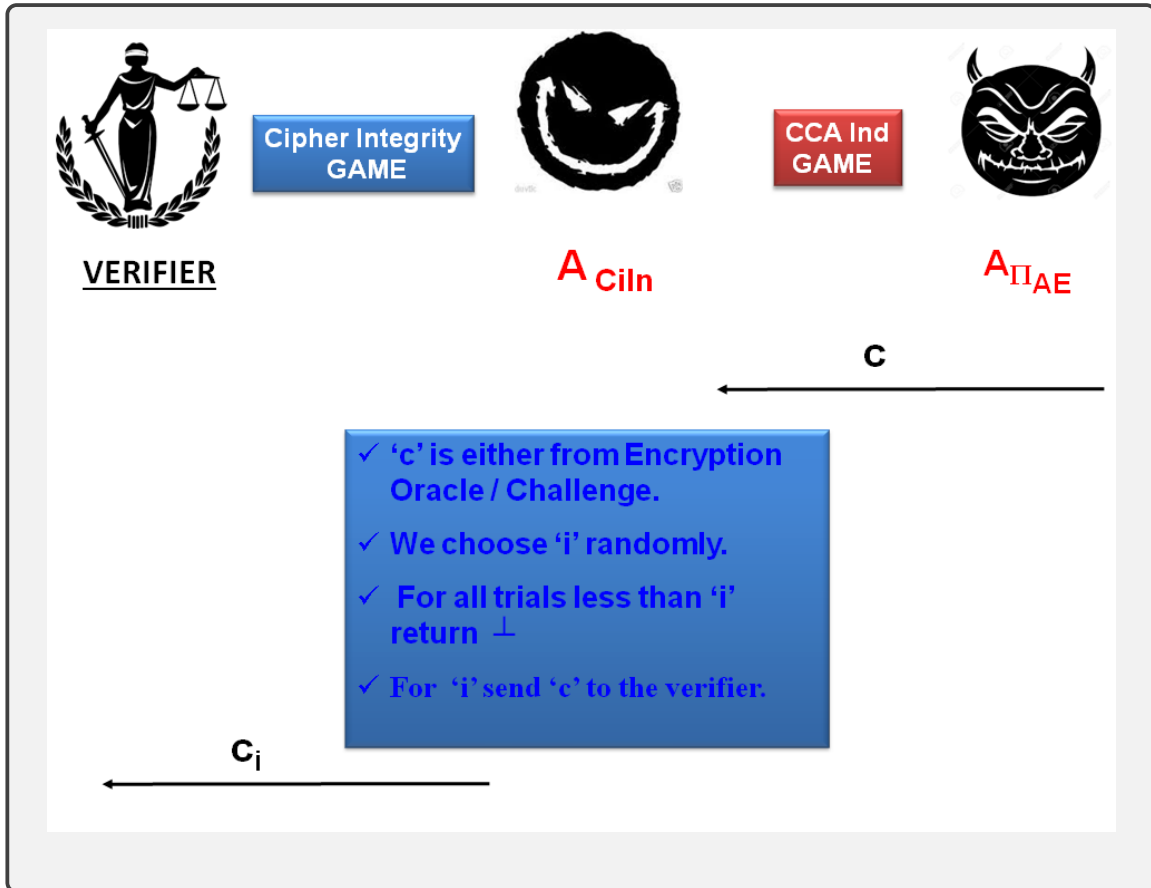 Cipher Integrity
GAME
CCA Ind
GAME
VERIFIER
A CiIn
A ΠAE
c
✓ ‘c’ is either from Encryption
Oracle / Challenge.
✓ We choose ‘i’ randomly.
✓ For all trials less than ‘i’
return ⊥
✓ For ‘i’ send ‘c’ to the verifier.
ci